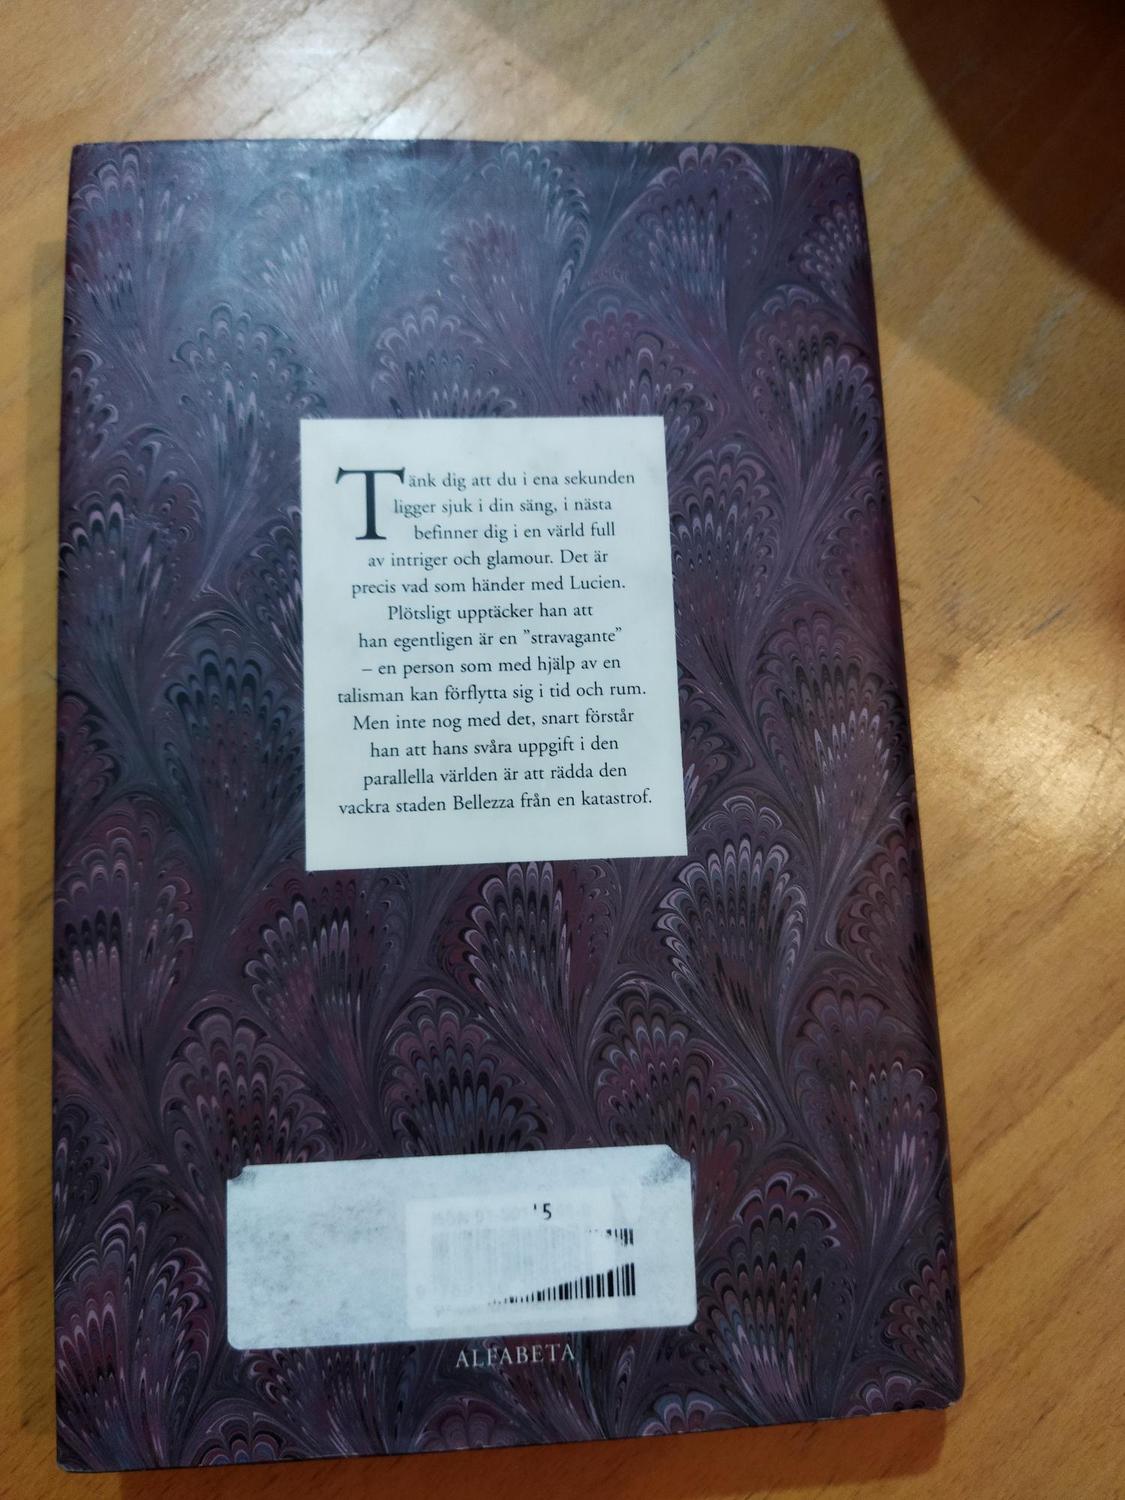 Tänk dig att du i ena sekunden
ligger sjuk i din säng, i nästa
befinner dig i en värld full
av intriger och glamour. Det är
precis vad som händer med Lucien.
Plötsligt upptäcker han att
han egentligen är en ”stravagante”
– en person som med hjälp av en
talisman kan förflytta sig i tid och rum.
Men inte nog med det, snart förstår
han att hans svåra uppgift i den
parallella världen är att rädda den
vackra staden Bellezza från en katastrof.
15
ALFABETA